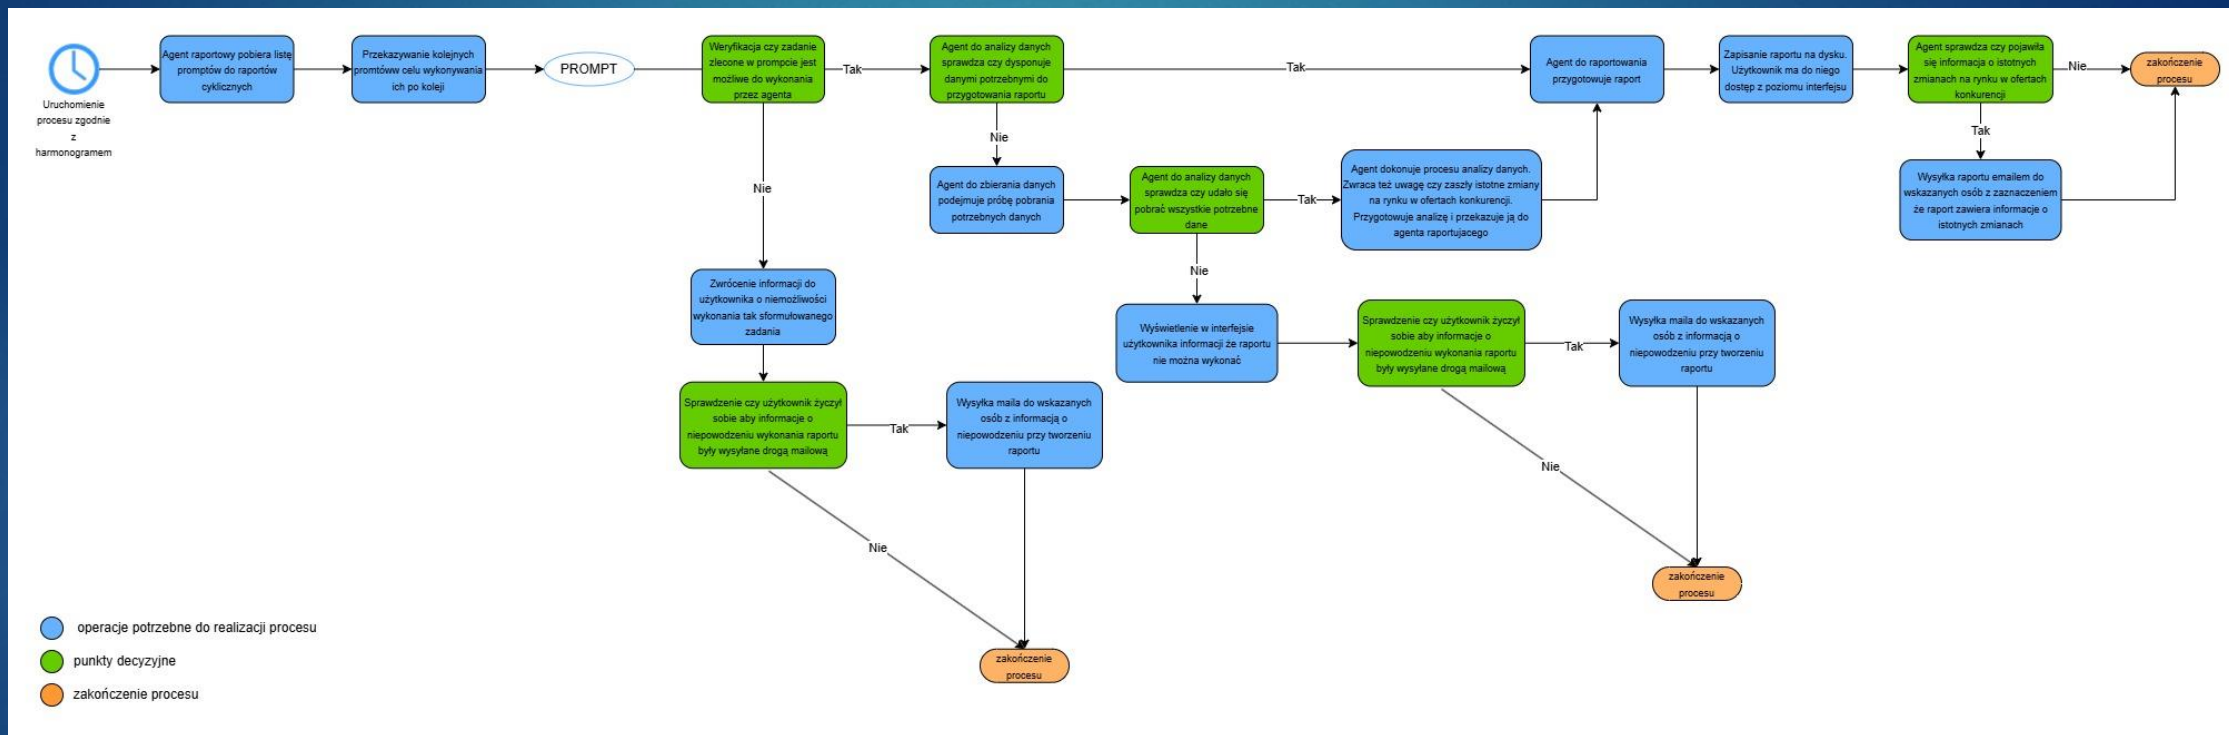 Uruchomienie
procesu zgodnie
z
harmonogramem
Agent raportowy pobiera listę
promptów do raportów
cyklicznych
Przekazywanie kolejnych
promtóww celu wykonywania
ich po koleji
PROMPT
Weryfikacja czy zadanie
zlecone w prompcie jest
możliwe do wykonania
przez agenta
Tak
Agent do analizy danych
sprawdza czy dysponuje
danymi potrzebnymi do
przygotowania raportu
Tak
Agent do raportowania
przygotowuje raport
Zapisanie raportu na dysku.
Użytkownik ma do niego
dostęp z poziomu interfejsu
Agent sprawdza czy pojawiła
się informacja o istotnych
zmianach na rynku w ofertach
konkurencji
Nie
zakończenie
procesu
Nie
Nie
Tak
Agent do zbierania danych
podejmuje próbę pobrania
potrzebnych danych
Agent do analizy danych
sprawdza czy udało się
pobrać wszystkie potrzebne
dane
Tak
Agent dokonuje procesu analizy danych.
Zwraca też uwagę czy zaszły istotne zmiany
na rynku w ofertach konkurencji.
Przygotowuje analizę i przekazuje ją do
agenta raportujacego
Wysyłka raportu emailem do
wskazanych osób z zaznaczeniem
że raport zawiera informacje o
istotnych zmianach
Nie
Zwrócenie informacji do
użytkownika o niemożliwości
wykonania tak sformułowanego
zadania
Wyświetlenie w interfejsie
użytkownika informacji że raportu
nie można wykonać
Sprawdzenie czy użytkownik życzył
sobie aby informacje o
niepowodzeniu wykonania raportu
były wysyłane drogą mailową
Tak
Wysyłka maila do wskazanych
osób z informacją o
niepowodzeniu przy tworzeniu
raportu
Nie
zakończenie
procesu
Sprawdzenie czy użytkownik życzył
sobie aby informacje o
niepowodzeniu wykonania raportu
były wysyłane drogą mailową
Tak
Wysyłka maila do wskazanych
osób z informacją o
niepowodzeniu przy tworzeniu
raportu
Nie
zakończenie
procesu
operacje potrzebne do realizacji procesu
punkty decyzyjne
zakończenie procesu